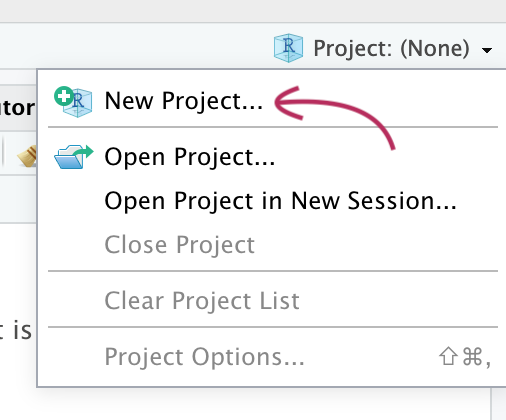 Project: (None)
utor
New Project...
Open Project...
Open Project in New Session...
Close Project
Clear Project List
t is
Project Options... ⇧⌘,